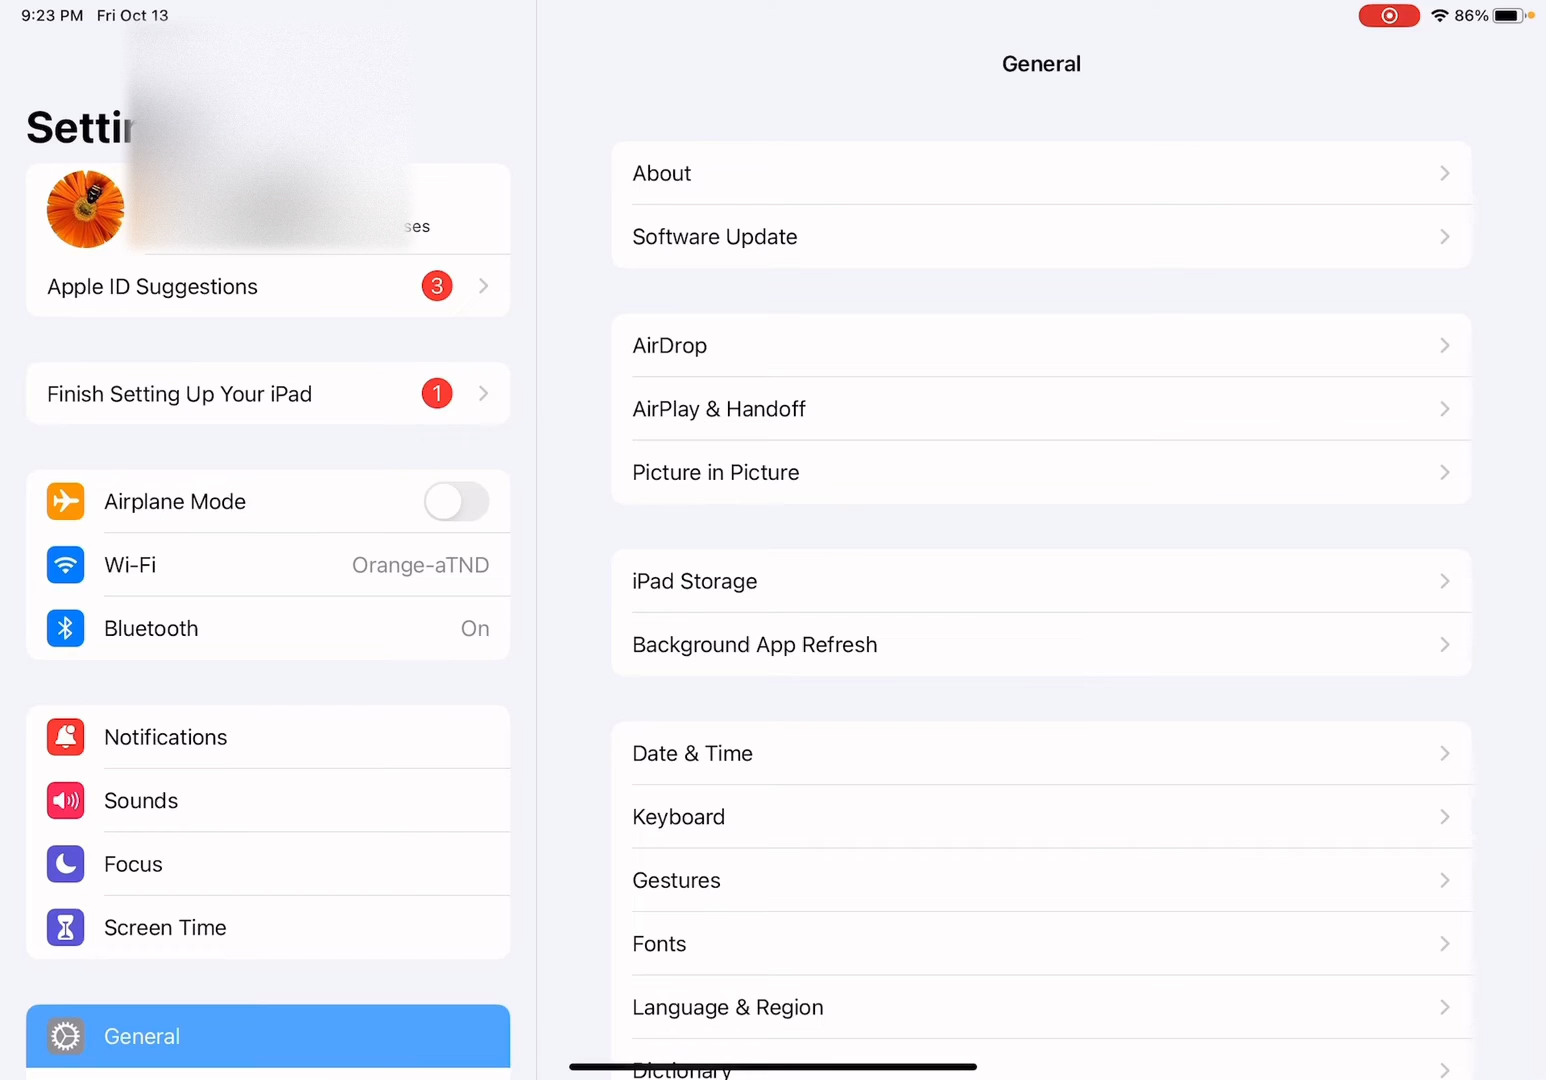 9:23 PM Fri Oct 13
86%
General
ses
Apple ID Suggestions
3
Finish Setting Up Your iPad
1
Airplane Mode
Wi-Fi
Orange-aTND
Bluetooth
On
Notifications
Sounds
Focus
Screen Time
General
About
Software Update
AirDrop
AirPlay & Handoff
Picture in Picture
iPad Storage
Background App Refresh
Date & Time
Keyboard
Gestures
Fonts
Language & Region
Dictionary